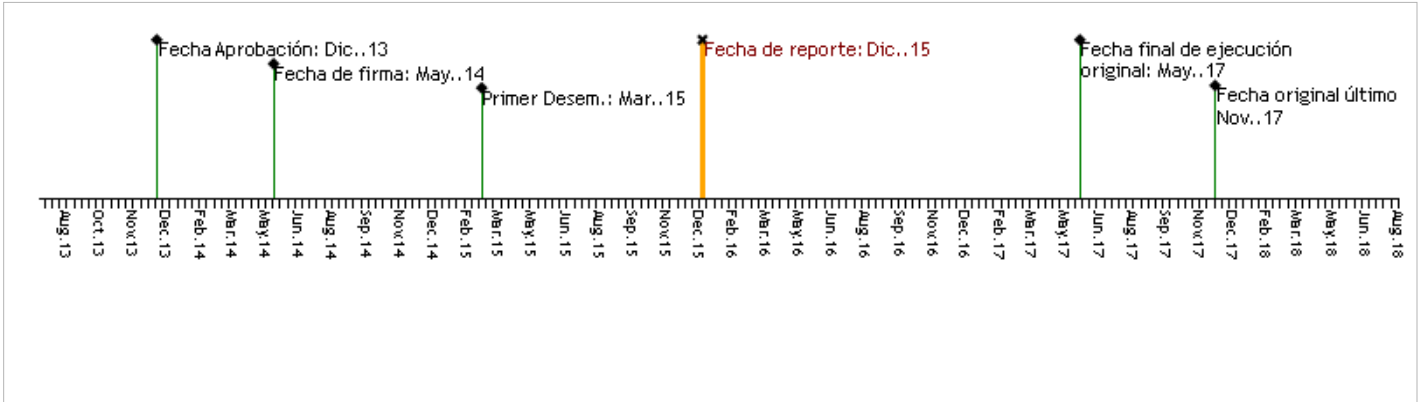 Fecha Aprobación: Dic..13
Fecha de firma: May..14
Primer Desem.: Mar..15
Fecha de reporte: Dic..15
Fecha final de ejecución
original: May..17
Fecha original último
Nov..17
Aug.13
Oct.13
Nov.13
Dec.13
Feb.14
Mar.14
May.14
Jun.14
Aug.14
Sep.14
Nov.14
Dec.14
Feb.15
Mar.15
May.15
Jun.15
Aug.15
Sep.15
Nov.15
Dec.15
Feb.16
Mar.16
May.16
Jun.16
Aug.16
Sep.16
Nov.16
Dec.16
Feb.17
Mar.17
May.17
Jun.17
Aug.17
Sep.17
Nov.17
Dec.17
Feb.18
Mar.18
May.18
Jun.18
Aug.18